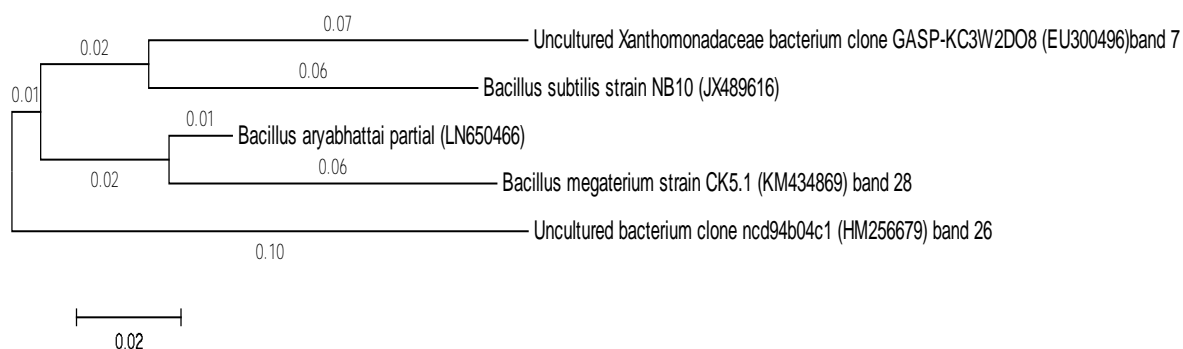 0.07
Uncultured Xanthomonadaceae bacterium clone GASP-KC3W2DO8 (EU300496)band 7
0.02
0.06
Bacillus subtilis strain NB10 (JX489616)
0.01
0.01
Bacillus aryabhattai partial (LN650466)
0.06
0.02
Bacillus megaterium strain CK5.1 (KM434869) band 28
Uncultured bacterium clone ncd94b04c1 (HM256679) band 26
0.10
0.02